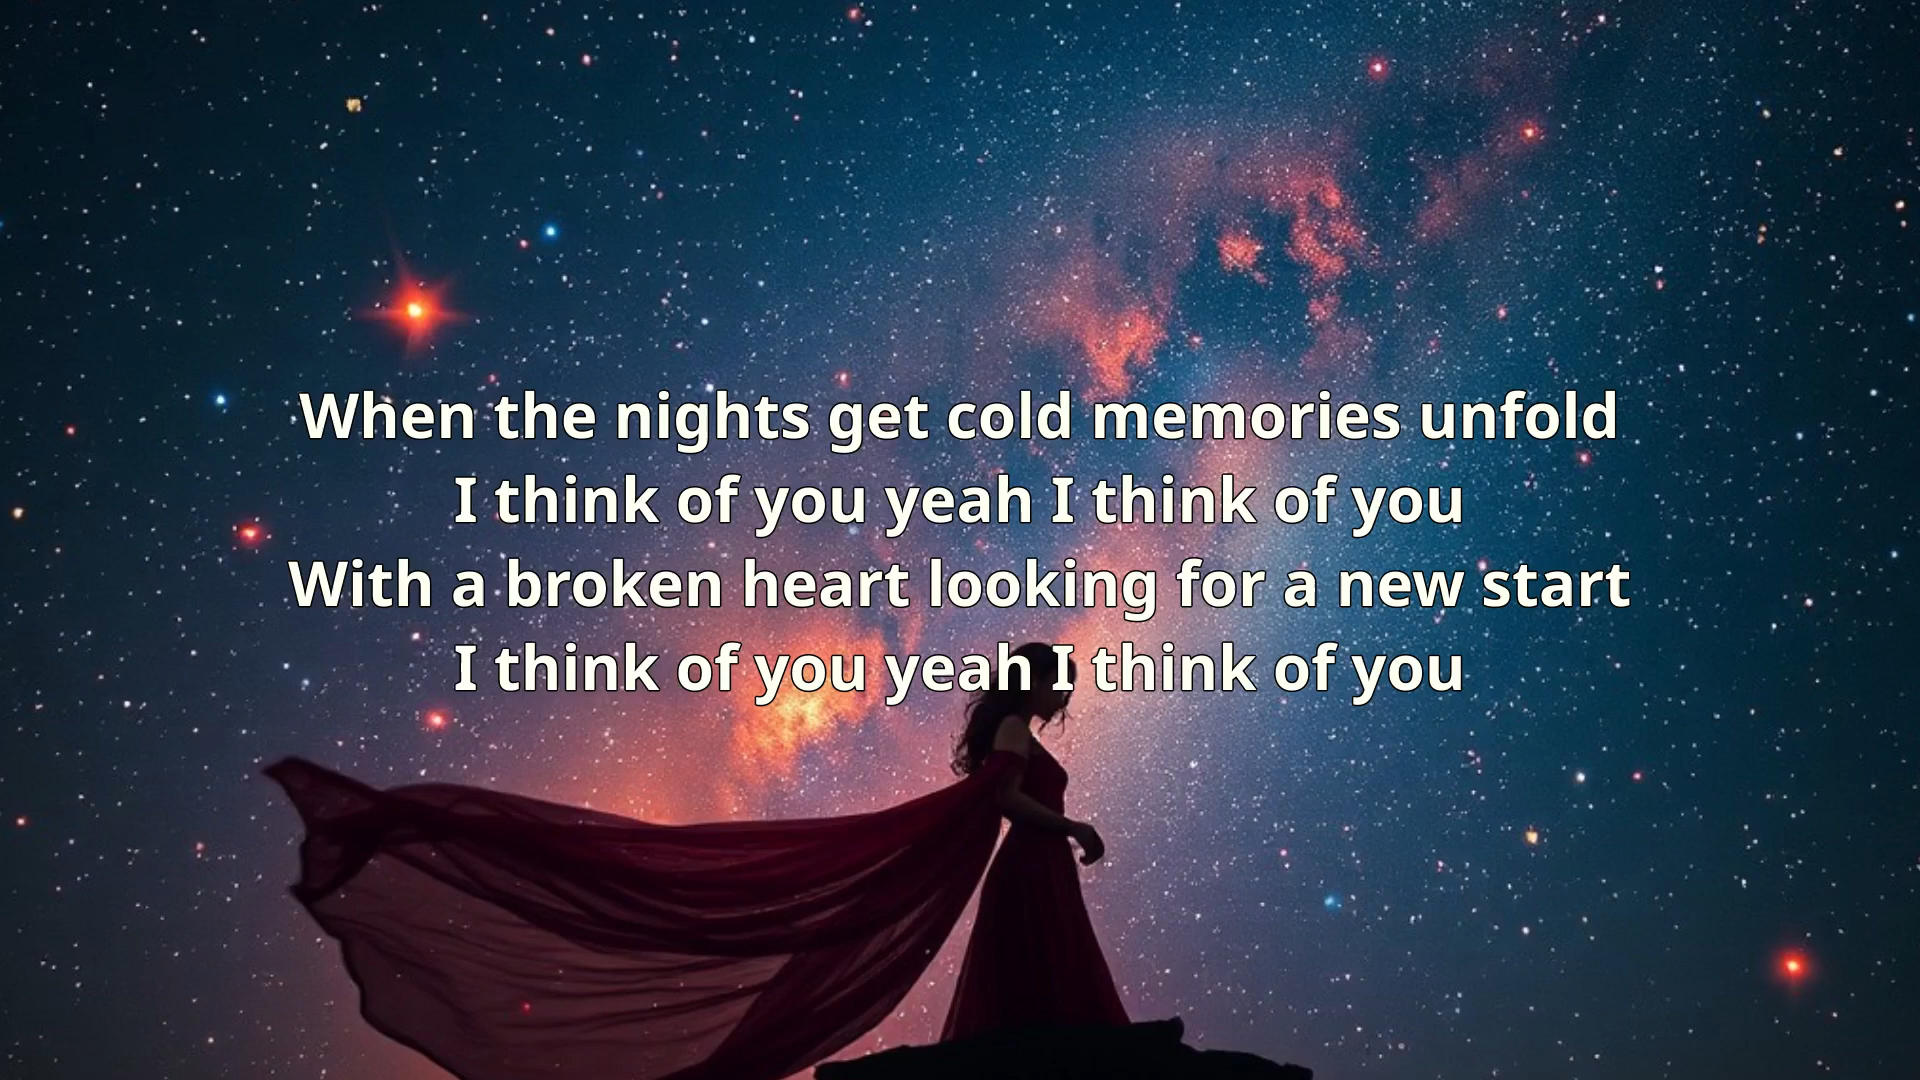 When the nights get cold memories unfold
I think of you yeah I think of you
With a broken heart looking for a new start
I think of you yeah I think of you